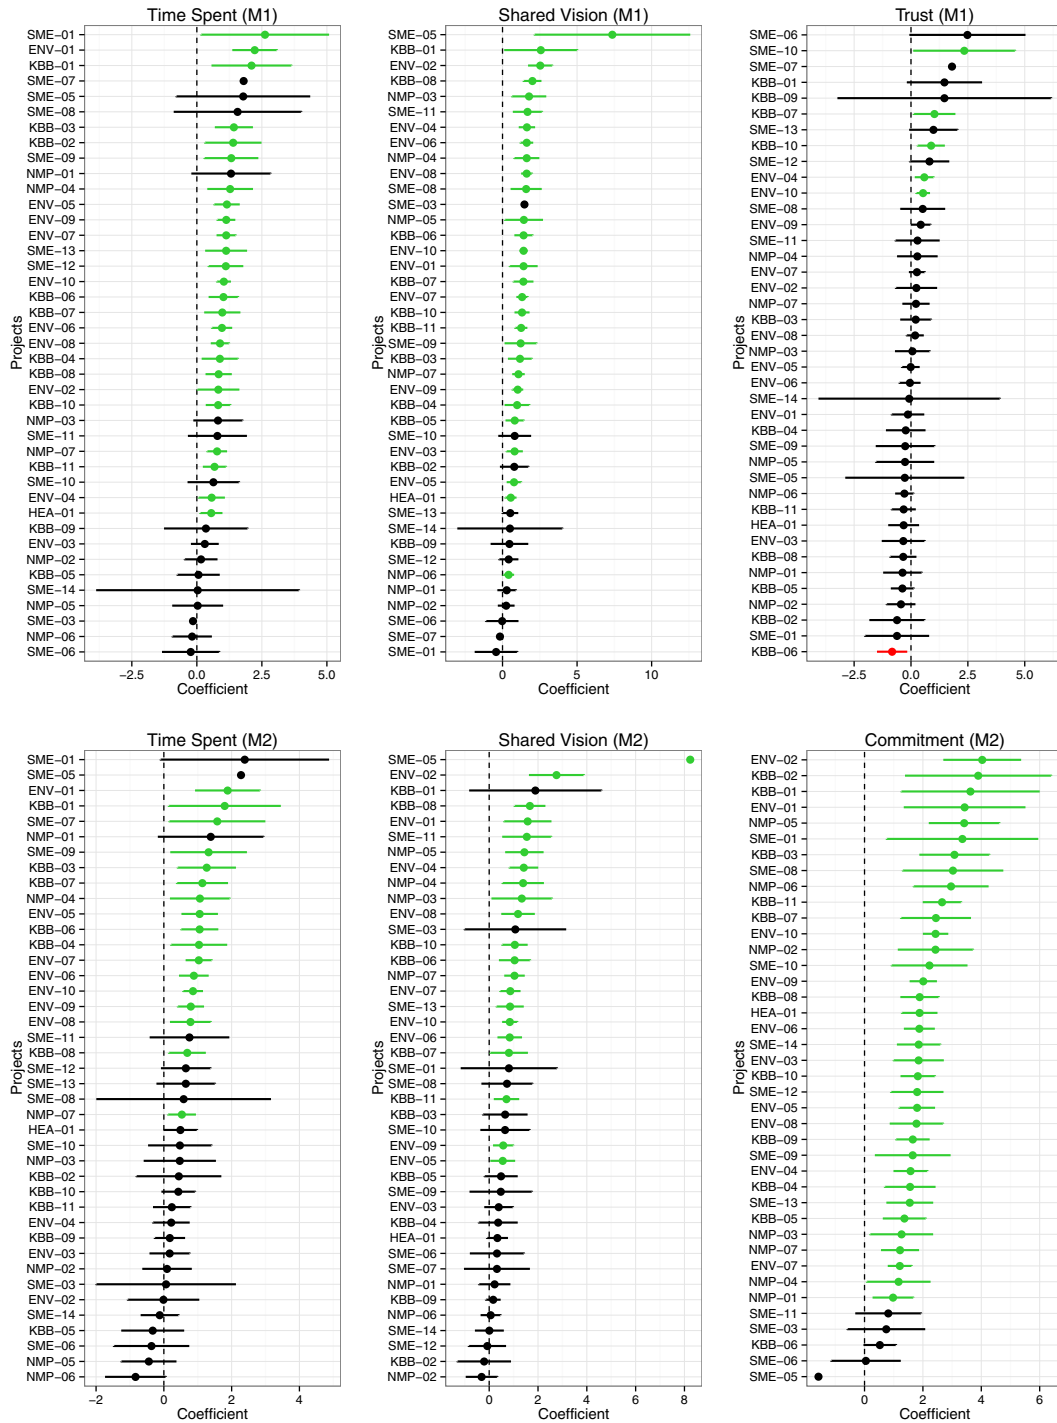 Time Spent (M1)
SME−01
ENV−01
KBB−01
SME−07
SME−05
SME−08
KBB−03
KBB−02
SME−09
NMP−01
NMP−04
ENV−05
ENV−09
ENV−07
SME−13
SME−12
ENV−10
KBB−06
KBB−07
ENV−06
ENV−08
KBB−04
KBB−08
ENV−02
KBB−10
NMP−03
SME−11
NMP−07
KBB−11
SME−10
ENV−04
HEA−01
KBB−09
ENV−03
NMP−02
KBB−05
SME−14
NMP−05
SME−03
NMP−06
SME−06
Projects
−2.5 0.0 2.5 5.0
Coefficient
Shared Vision (M1)
SME−05
KBB−01
ENV−02
KBB−08
NMP−03
SME−11
ENV−04
ENV−06
NMP−04
ENV−08
SME−08
SME−03
NMP−05
KBB−06
ENV−10
ENV−01
KBB−07
ENV−07
KBB−10
KBB−11
SME−09
KBB−03
NMP−07
ENV−09
KBB−04
KBB−05
SME−10
ENV−03
KBB−02
ENV−05
HEA−01
SME−13
SME−14
KBB−09
SME−12
NMP−06
NMP−01
NMP−02
SME−06
SME−07
SME−01
Projects
0 5 10
Coefficient
Trust (M1)
SME−06
SME−10
SME−07
KBB−01
KBB−09
KBB−07
SME−13
KBB−10
SME−12
ENV−04
ENV−10
SME−08
ENV−09
SME−11
NMP−04
ENV−07
ENV−02
NMP−07
KBB−03
ENV−08
NMP−03
ENV−05
ENV−06
SME−14
ENV−01
KBB−04
SME−09
NMP−05
SME−05
NMP−06
KBB−11
HEA−01
ENV−03
KBB−08
NMP−01
KBB−05
NMP−02
KBB−02
SME−01
KBB−06
Projects
−2.5 0.0 2.5 5.0
Coefficient
Time Spent (M2)
SME−01
SME−05
ENV−01
KBB−01
SME−07
NMP−01
SME−09
KBB−03
KBB−07
NMP−04
ENV−05
KBB−06
KBB−04
ENV−07
ENV−06
ENV−10
ENV−09
ENV−08
SME−11
KBB−08
SME−12
SME−13
SME−08
NMP−07
HEA−01
SME−10
NMP−03
KBB−02
KBB−10
KBB−11
ENV−04
KBB−09
ENV−03
NMP−02
SME−03
ENV−02
SME−14
KBB−05
SME−06
NMP−05
NMP−06
Projects
−2 0 2 4
Coefficient
Shared Vision (M2)
SME−05
ENV−02
KBB−01
KBB−08
ENV−01
SME−11
NMP−05
ENV−04
NMP−04
NMP−03
ENV−08
SME−03
KBB−10
KBB−06
NMP−07
ENV−07
SME−13
ENV−10
ENV−06
KBB−07
SME−01
SME−08
KBB−11
KBB−03
SME−10
ENV−09
ENV−05
KBB−05
SME−09
ENV−03
KBB−04
HEA−01
SME−06
SME−07
NMP−01
KBB−09
NMP−06
SME−14
SME−12
KBB−02
NMP−02
Projects
0 2 4 6 8
Coefficient
Commitment (M2)
ENV−02
KBB−02
KBB−01
ENV−01
NMP−05
SME−01
KBB−03
SME−08
NMP−06
KBB−11
KBB−07
ENV−10
NMP−02
SME−10
ENV−09
KBB−08
HEA−01
ENV−06
SME−14
ENV−03
KBB−10
SME−12
ENV−05
ENV−08
KBB−09
SME−09
ENV−04
KBB−04
SME−13
KBB−05
NMP−03
NMP−07
ENV−07
NMP−04
NMP−01
SME−11
SME−03
KBB−06
SME−06
SME−05
Projects
0 2 4 6
Coefficient